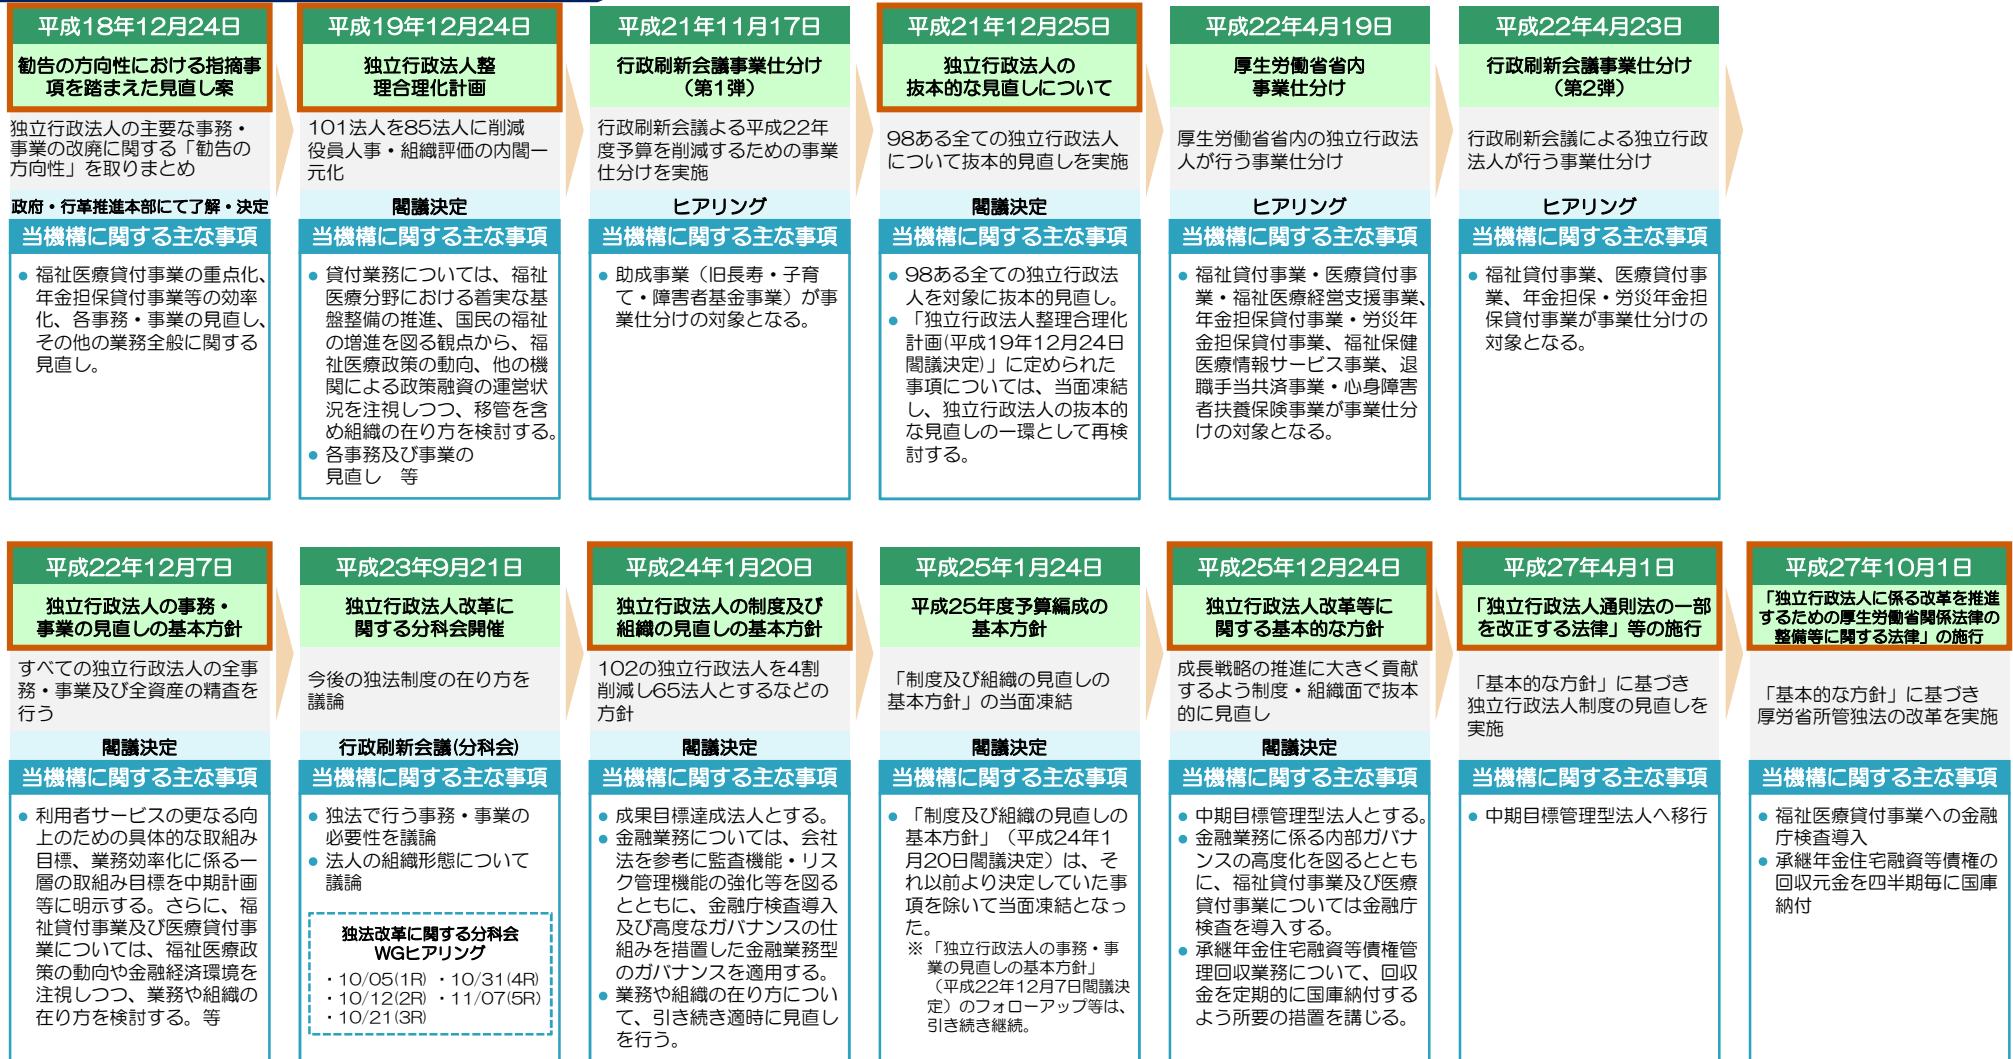 平成18年12月24日
勧告の方向性における指摘事
項を踏まえた見直し案
独立行政法人の主要な事務・
事業の改廃に関する「勧告の
方向性」を取りまとめ
政府・行革推進本部にて了解・決定
当機構に関する主な事項
● 福祉医療貸付事業の重点化、
年金担保貸付事業等の効率
化、各事務・事業の見直し、
その他の業務全般に関する
見直し。
平成19年12月24日
独立行政法人整
理合理化計画
101法人を85法人に削減
役員人事・組織評価の内閣一
元化
閣議決定
当機構に関する主な事項
● 貸付業務については、福祉
医療分野における着実な基
盤整備の推進、国民の福祉
の増進を図る観点から、福
祉医療政策の動向、他の機
関による政策融資の運営状
況を注視しつつ、移管を含
め組織の在り方を検討する。
● 各事務及び事業の
見直し 等
平成21年11月17日
行政刷新会議事業仕分け
（第1弾）
行政刷新会議よる平成22年
度予算を削減するための事業
仕分けを実施
ヒアリング
当機構に関する主な事項
● 助成事業（旧長寿・子育
て・障害者基金事業）が事
業仕分けの対象となる。
平成21年12月25日
独立行政法人の
抜本的な見直しについて
98ある全ての独立行政法人
について抜本的見直しを実施
閣議決定
当機構に関する主な事項
● 98ある全ての独立行政法
人を対象に抜本的見直し。
● 「独立行政法人整理合理化
計画(平成19年12月24日
閣議決定)」に定められた
事項については、当面凍結
し、独立行政法人の抜本的
な見直しの一環として再検
討する。
平成22年4月19日
厚生労働省省内
事業仕分け
厚生労働省省内の独立行政法
人が行う事業仕分け
ヒアリング
当機構に関する主な事項
● 福祉貸付事業・医療貸付事
業・福祉医療経営支援事業、
年金担保貸付事業・労災年
金担保貸付事業、福祉保健
医療情報サービス事業、退
職手当共済事業・心身障害
者扶養保険事業が事業仕分
けの対象となる。
平成22年4月23日
行政刷新会議事業仕分け
（第2弾）
行政刷新会議による独立行政
法人が行う事業仕分け
ヒアリング
当機構に関する主な事項
● 福祉貸付事業、医療貸付事
業、年金担保・労災年金担
保貸付事業が事業仕分けの
対象となる。
平成22年12月7日
独立行政法人の事務・
事業の見直しの基本方針
すべての独立行政法人の全事
務・事業及び全資産の精査を
行う
閣議決定
当機構に関する主な事項
● 利用者サービスの更なる向
上のための具体的な取組み
目標、業務効率化に係る一
層の取組み目標を中期計画
等に明示する。さらに、福
祉貸付事業及び医療貸付事
業については、福祉医療政
策の動向や金融経済環境を
注視しつつ、業務や組織の
在り方を検討する。等
平成23年9月21日
独立行政法人改革に
関する分科会開催
今後の独法制度の在り方を
議論
行政刷新会議(分科会)
当機構に関する主な事項
● 独法で行う事務・事業の
必要性を議論
● 法人の組織形態について
議論
独法改革に関する分科会
WGヒアリング
・10/05(1R) ・10/31(4R)
・10/12(2R) ・11/07(5R)
・10/21(3R)
平成24年1月20日
独立行政法人の制度及び
組織の見直しの基本方針
102の独立行政法人を4割
削減し65法人とするなどの
方針
閣議決定
当機構に関する主な事項
● 成果目標達成法人とする。
● 金融業務については、会社
法を参考に監査機能・リス
ク管理機能の強化等を図る
とともに、金融庁検査導入
及び高度なガバナンスの仕
組みを措置した金融業務型
のガバナンスを適用する。
● 業務や組織の在り方につい
て、引き続き適時に見直し
を行う。
平成25年1月24日
平成25年度予算編成の
基本方針
「制度及び組織の見直しの
基本方針」の当面凍結
閣議決定
当機構に関する主な事項
● 「制度及び組織の見直しの
基本方針」（平成24年1
月20日閣議決定）は、そ
れ以前より決定していた事
項を除いて当面凍結となっ
た。
※「独立行政法人の事務・事
業の見直しの基本方針」
（平成22年12月7日閣議決
定）のフォローアップ等は、
引き続き継続。
平成25年12月24日
独立行政法人改革等に
関する基本的な方針
成長戦略の推進に大きく貢献
するよう制度・組織面で抜本
的に見直し
閣議決定
当機構に関する主な事項
● 中期目標管理型法人とする。
● 金融業務に係る内部ガバナ
ンスの高度化を図るととも
に、福祉貸付事業及び医療
貸付事業については金融庁
検査を導入する。
● 承継年金住宅融資等債権管
理回収業務について、回収
金を定期的に国庫納付する
よう所要の措置を講じる。
平成27年4月1日
「独立行政法人通則法の一部
を改正する法律」等の施行
「基本的な方針」に基づき
独立行政法人制度の見直しを
実施
当機構に関する主な事項
● 中期目標管理型法人へ移行
平成27年10月1日
「独立行政法人に係る改革を推進
するための厚生労働省関係法律の
整備等に関する法律」の施行
「基本的な方針」に基づき
厚労省所管独法の改革を実施
当機構に関する主な事項
● 福祉医療貸付事業への金融
庁検査導入
● 承継年金住宅融資等債権の
回収元金を四半期毎に国庫
納付